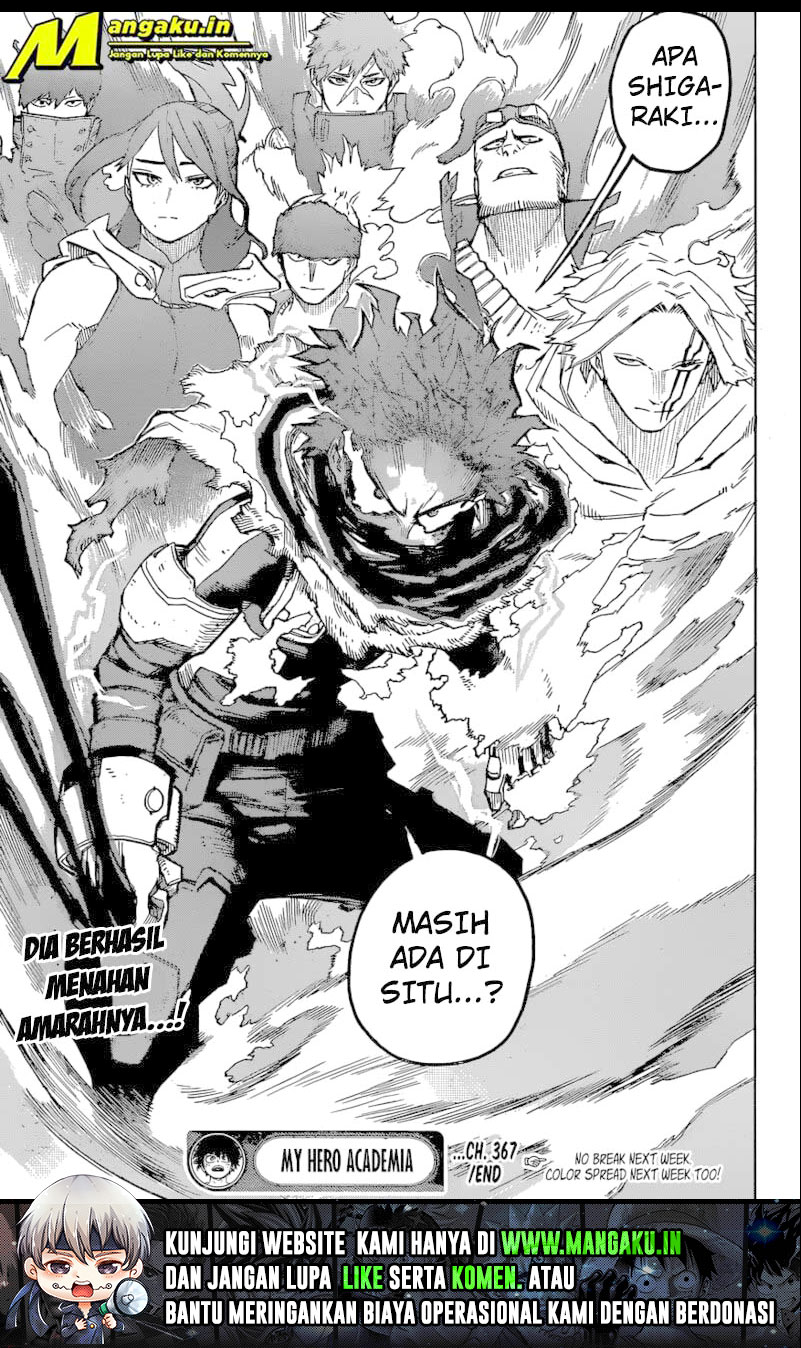 Mangaku.in
Jangan Lupa Like dan Komennya
APA
SHIGA-
RAKI...
MASIH
ADA DI
SITU...?
DIA BERHASIL
MENAHAN
AMARAHNYA...!
MY HERO ACADEMIA
...CH. 367
/END
NO BREAK NEXT WEEK
COLOR SPREAD NEXT WEEK TOO!
KUNJUNGI WEBSITE KAMI HANYA DI WWW.MANGAKU.IN
DAN JANGAN LUPA LIKE SERTA KOMEN. ATAU
BANTU MERINGANKAN BIAYA OPERASIONAL KAMI DENGAN BERDONASI